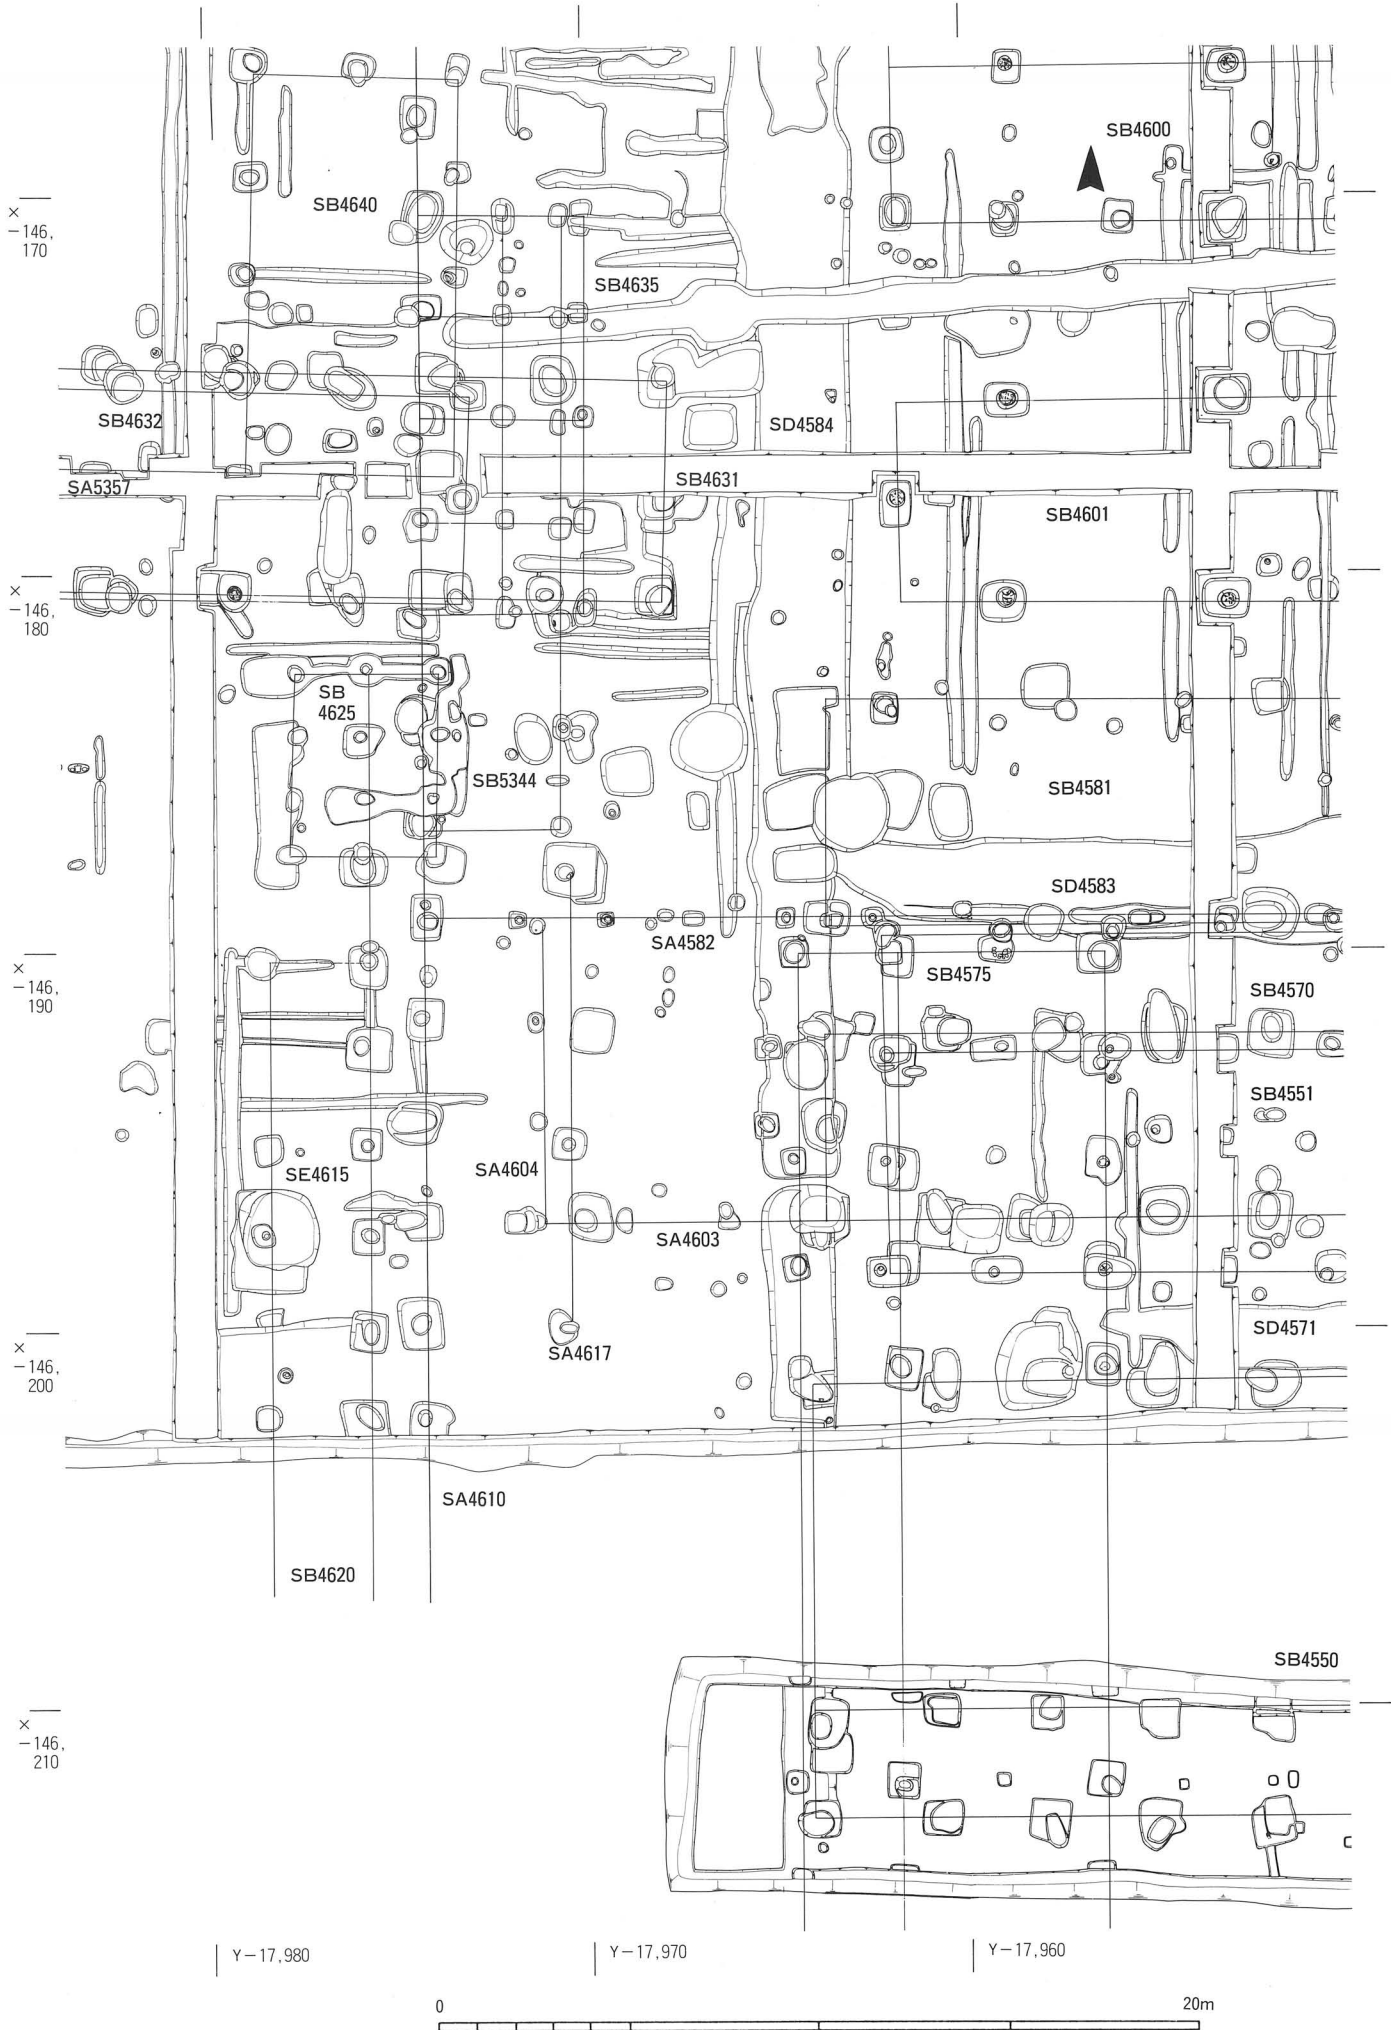 SB4600
SB4640
×
−146,
170
SB4635
SB4632
SD4584
SA5357
SB4631
SB4601
×
−146,
180
SB
4625
SB5344
SB4581
SD4583
SA4582
×
−146,
190
SB4575
SB4570
SB4551
SE4615
SA4604
SA4603
SD4571
×
−146,
200
SA4617
SA4610
SB4620
SB4550
×
−146,
210
Y−17,980
Y−17,970
Y−17,960
0
20m